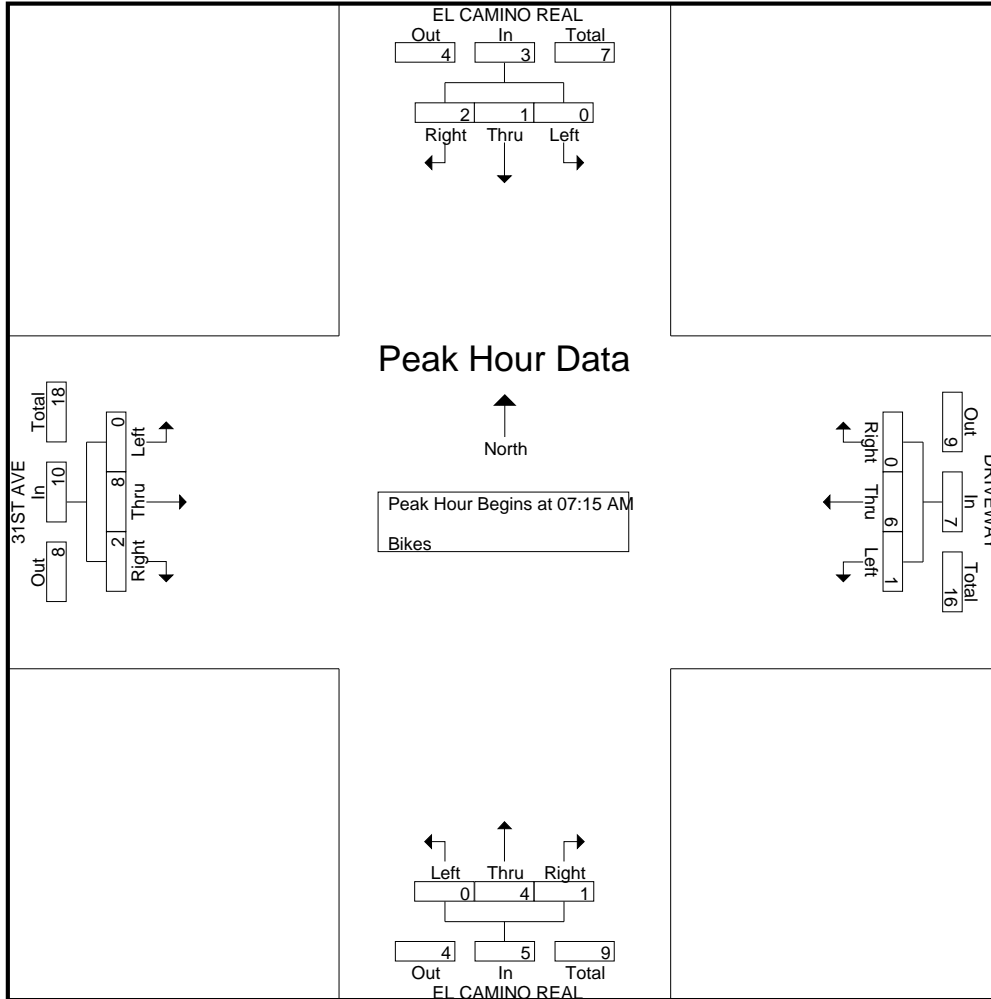 EL CAMINO REAL
Out In Total
4 3 7
2 1 0
Right Thru Left
Peak Hour Data
North
Peak Hour Begins at 07:15 AM
Bikes
31ST AVE
Out In Total
8 10 18
Left Thru Right
0 8 2
DRIVEWAY
Out In Total
9 7 16
Right Thru Left
0 6 1
Left Thru Right
0 4 1
4 5 9
Out In Total
EL CAMINO REAL